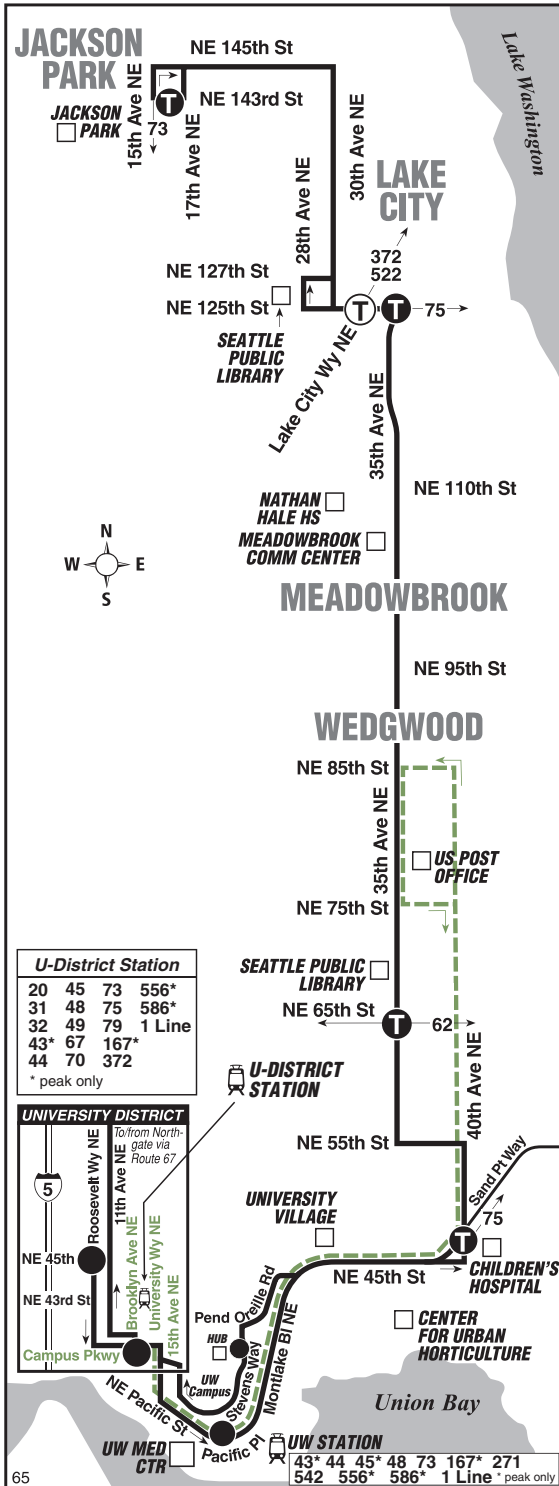 JACKSON
PARK
Lake Washington
NE 145th St
NE 143rd St
JACKSON
PARK
73
15th Ave NE
17th Ave NE
30th Ave NE
28th Ave NE
LAKE
CITY
372
522
NE 127th St
NE 125th St
T
T
T
75
SEATTLE
PUBLIC
LIBRARY
Lake City Wy NE
35th Ave NE
NE 110th St
NATHAN
HALE HS
MEADOWBROOK
COMM CENTER
N
W E
S
MEADOWBROOK
NE 95th St
WEDGWOOD
NE 85th St
35th Ave NE
US POST
OFFICE
NE 75th St
SEATTLE PUBLIC
LIBRARY
NE 65th St
T
62
40th Ave NE
U-District Station
20 45 73 556*
31 48 75 586*
32 49 79 1 Line
43* 67 167*
44 70 372
* peak only
U-DISTRICT
STATION
NE 55th St
Sand Pt Way
75
T
UNIVERSITY
VILLAGE
NE 45th St
CHILDREN'S
HOSPITAL
CENTER
FOR URBAN
HORTICULTURE
UNIVERSITY DISTRICT
To/from North-
gate via
Route 67
5
Roosevelt Wy NE
11th Ave NE
Brooklyn Ave NE
University Wy NE
15th Ave NE
NE 45th
NE 43rd St
Campus Pkwy
Pend Oreille Rd
HUB
Stevens Way
Montlake Bl NE
UW
Campus
NE Pacific St
Pacific Pl
Union Bay
UW MED
CTR
UW STATION
43* 44 45* 48 73 167* 271
542 556* 586* 1 Line * peak only
65